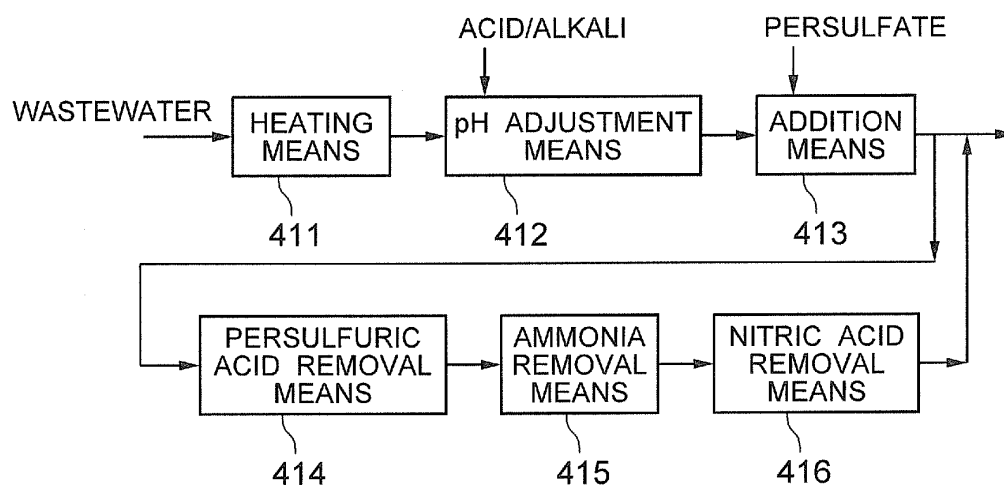 ACID/ALKALI
PERSULFATE
WASTEWATER
HEATING
MEANS
pH ADJUSTMENT
MEANS
ADDITION
MEANS
411
412
413
PERSULFURIC
ACID REMOVAL
MEANS
AMMONIA
REMOVAL
MEANS
NITRIC ACID
REMOVAL
MEANS
414
415
416